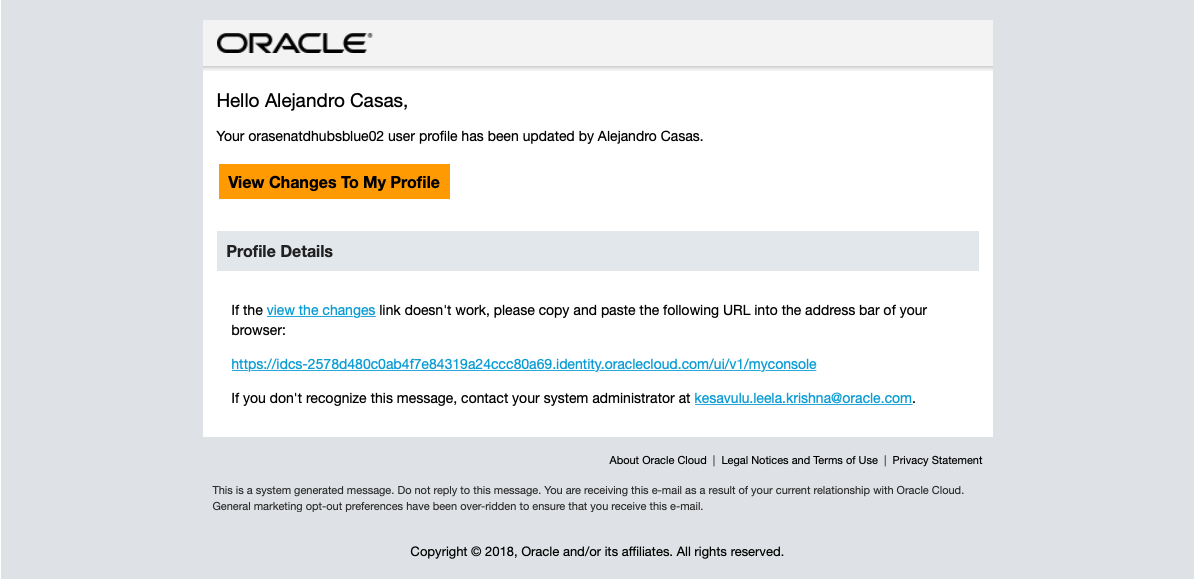 ORACLE®
Hello Alejandro Casas,
Your orasenatdhubsblue02 user profile has been updated by Alejandro Casas.
View Changes To My Profile
Profile Details
If the view the changes link doesn't work, please copy and paste the following URL into the address bar of your
browser:
https://idcs-2578d480c0ab4f7e84319a24ccc80a69.identity.oraclecloud.com/ui/v1/myconsole
If you don't recognize this message, contact your system administrator at kesavulu.leela.krishna@oracle.com.
About Oracle Cloud | Legal Notices and Terms of Use | Privacy Statement
This is a system generated message. Do not reply to this message. You are receiving this e-mail as a result of your current relationship with Oracle Cloud.
General marketing opt-out preferences have been over-ridden to ensure that you receive this e-mail.
Copyright © 2018, Oracle and/or its affiliates. All rights reserved.